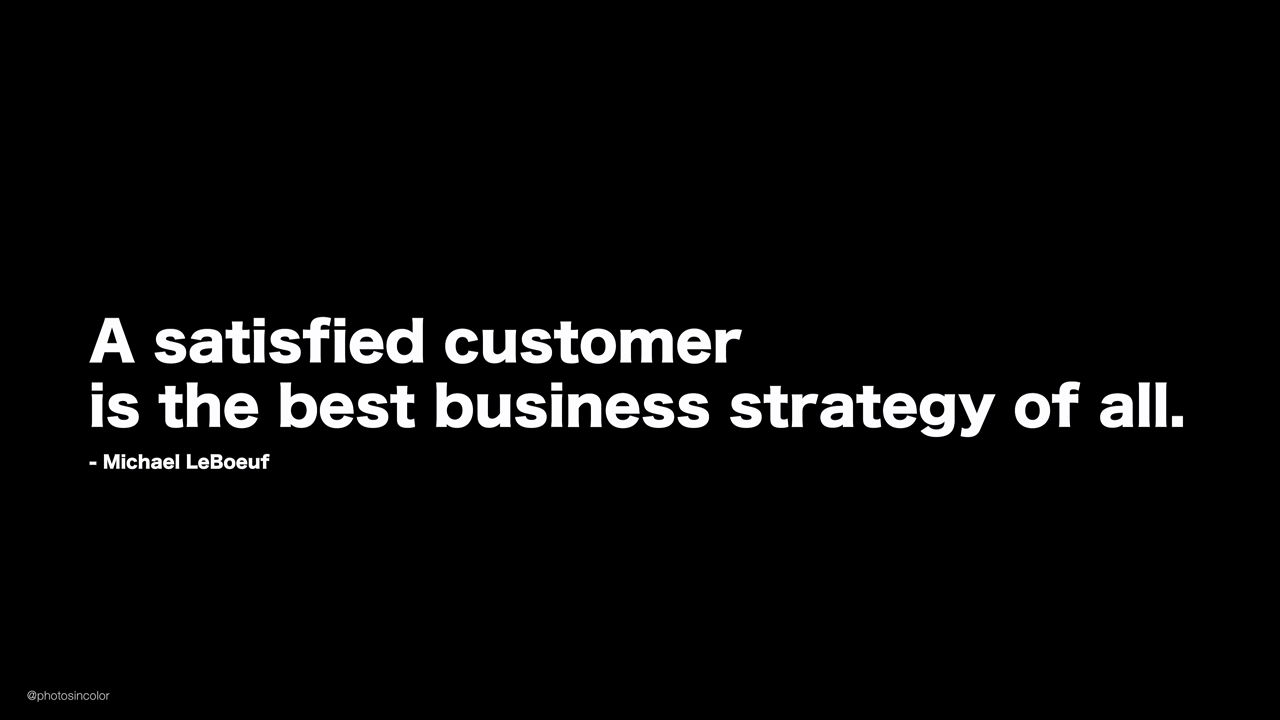 A satisfied customer
is the best business strategy of all.
- Michael LeBoeuf
@photosincolor